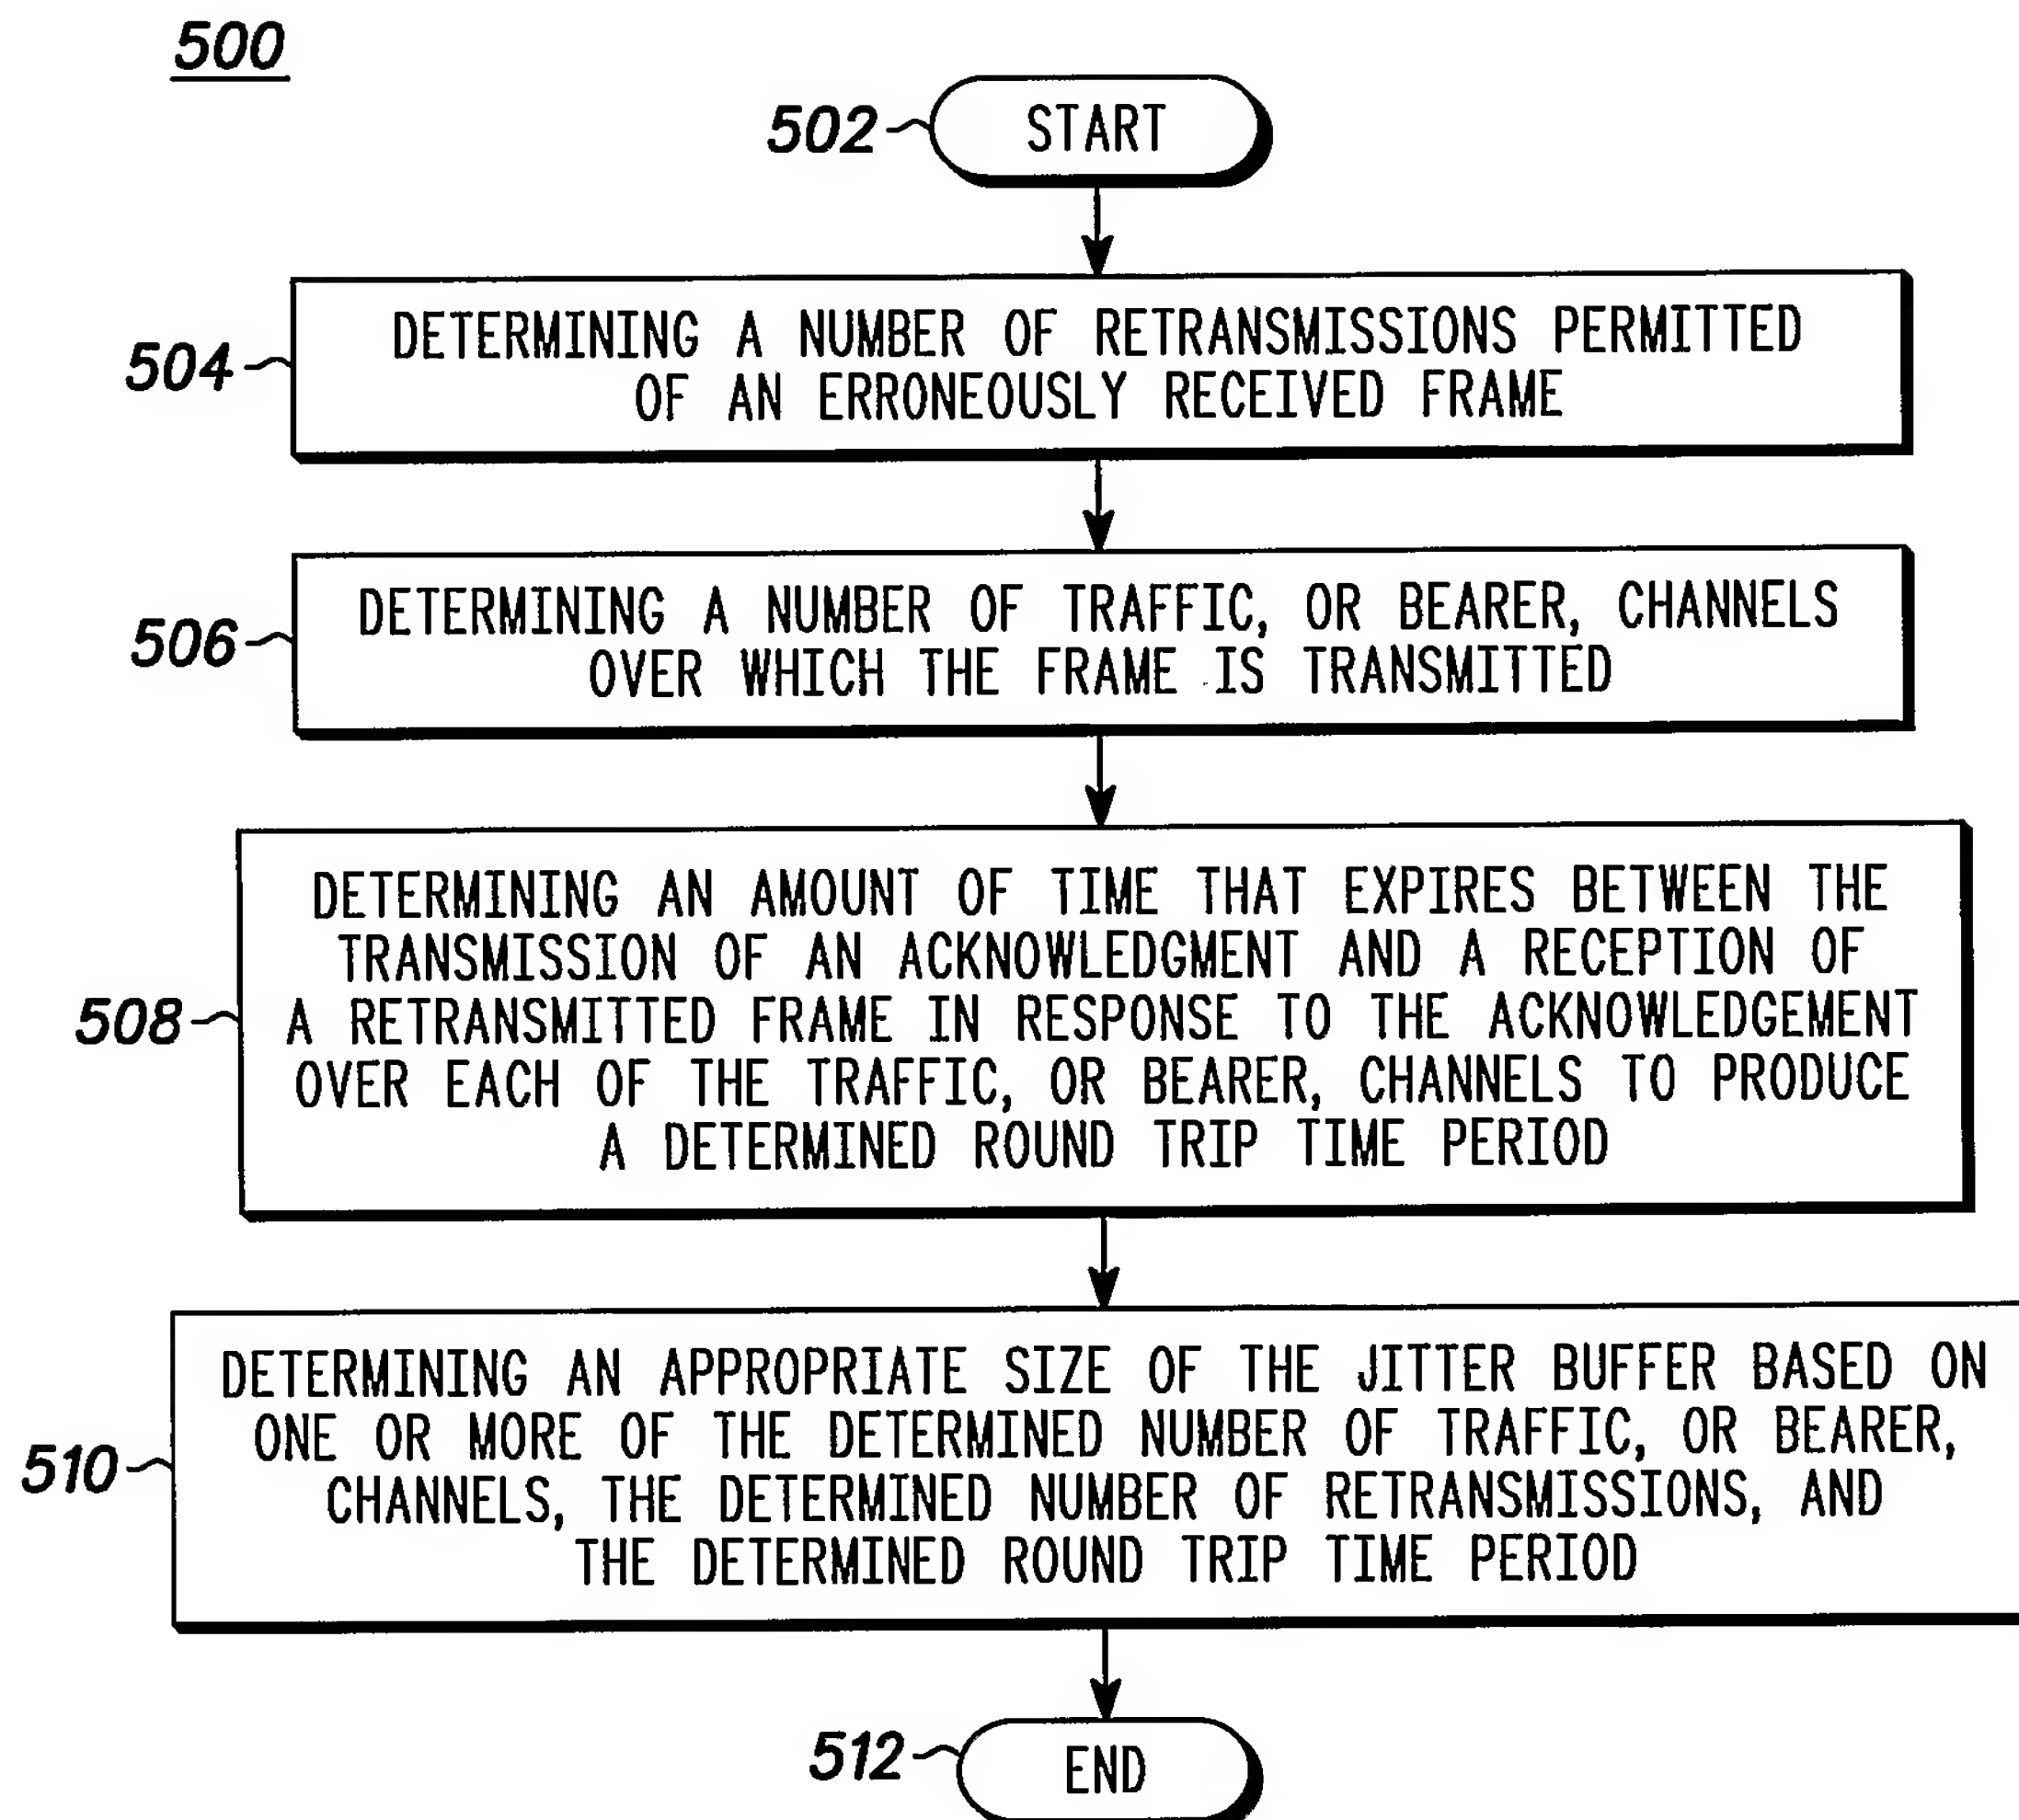 500
502
START
504
DETERMINING A NUMBER OF RETRANSMISSIONS PERMITTED
OF AN ERRONEOUSLY RECEIVED FRAME
506
DETERMINING A NUMBER OF TRAFFIC, OR BEARER, CHANNELS
OVER WHICH THE FRAME IS TRANSMITTED
508
DETERMINING AN AMOUNT OF TIME THAT EXPIRES BETWEEN THE
TRANSMISSION OF AN ACKNOWLEDGMENT AND A RECEPTION OF
A RETRANSMITTED FRAME IN RESPONSE TO THE ACKNOWLEDGEMENT
OVER EACH OF THE TRAFFIC, OR BEARER, CHANNELS TO PRODUCE
A DETERMINED ROUND TRIP TIME PERIOD
510
DETERMINING AN APPROPRIATE SIZE OF THE JITTER BUFFER BASED ON
ONE OR MORE OF THE DETERMINED NUMBER OF TRAFFIC, OR BEARER,
CHANNELS, THE DETERMINED NUMBER OF RETRANSMISSIONS, AND
THE DETERMINED ROUND TRIP TIME PERIOD
512
END